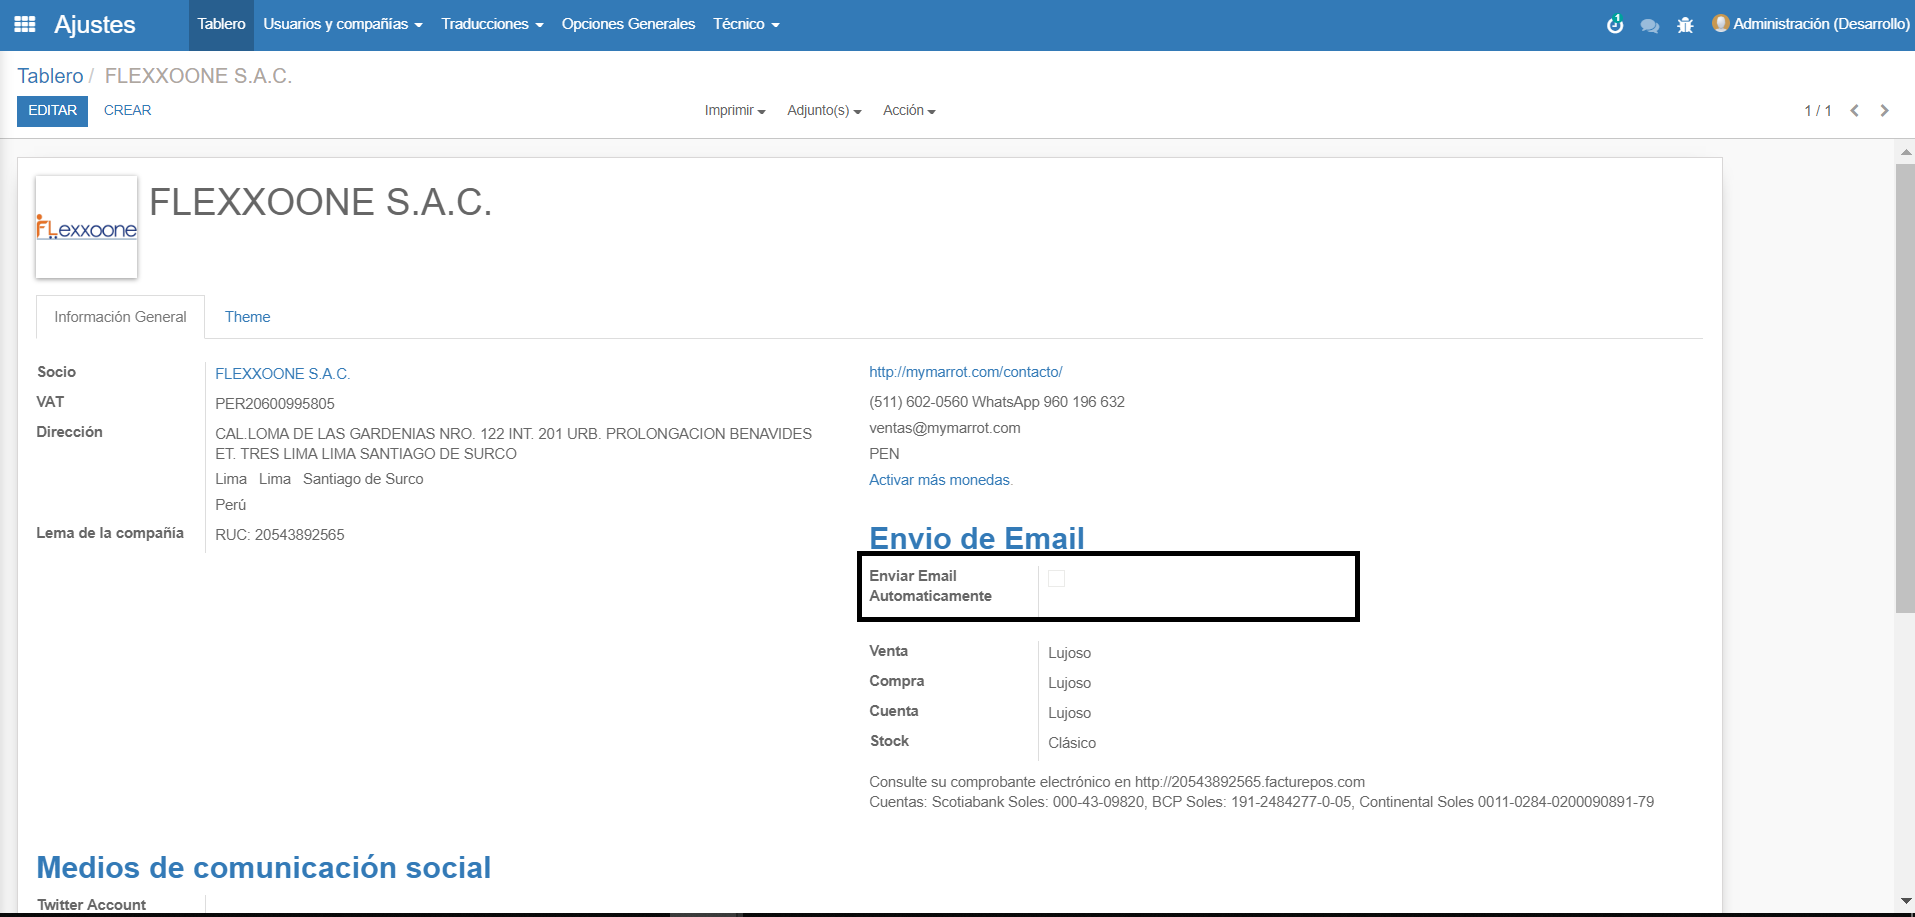 Ajustes
Tablero
Usuarios y compañías
Traducciones
Opciones Generales
Técnico
1
Administración (Desarrollo)
Tablero / FLEXXOONE S.A.C.
EDITAR
CREAR
Imprimir
Adjunto(s)
Acción
1 / 1
FLexxoone
FLEXXOONE S.A.C.
Información General
Theme
Socio
FLEXXOONE S.A.C.
VAT
PER20600995805
Dirección
CAL.LOMA DE LAS GARDENIAS NRO. 122 INT. 201 URB. PROLONGACION BENAVIDES
ET. TRES LIMA LIMA SANTIAGO DE SURCO
Lima Lima Santiago de Surco
Perú
Lema de la compañía
RUC: 20543892565
http://mymarrot.com/contacto/
(511) 602-0560 WhatsApp 960 196 632
ventas@mymarrot.com
PEN
Activar más monedas.
Envio de Email
Enviar Email
Automaticamente
Venta
Lujoso
Compra
Lujoso
Cuenta
Lujoso
Stock
Clásico
Consulte su comprobante electrónico en http://20543892565.facturepos.com
Cuentas: Scotiabank Soles: 000-43-09820, BCP Soles: 191-2484277-0-05, Continental Soles 0011-0284-0200090891-79
Medios de comunicación social
Twitter Account